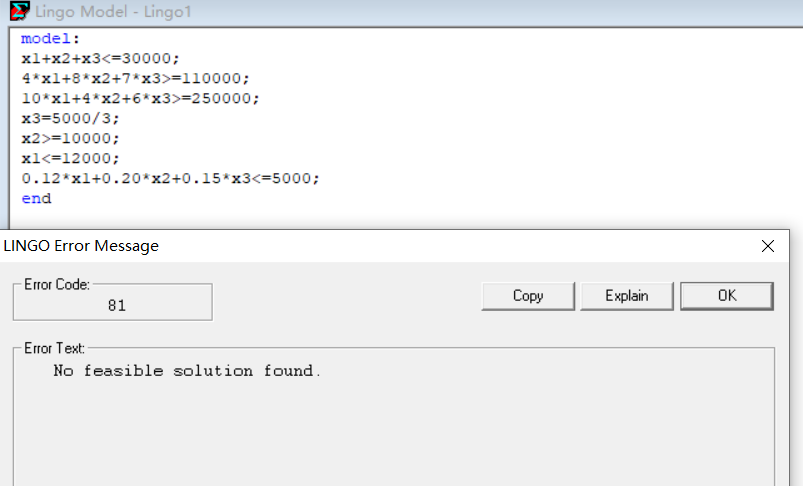 Lingo Model - Lingo1
model:
x1+x2+x3<=30000;
4*x1+8*x2+7*x3>=110000;
10*x1+4*x2+6*x3>=250000;
x3=5000/3;
x2>=10000;
x1<=12000;
0.12*x1+0.20*x2+0.15*x3<=5000;
end
LINGO Error Message
Error Code:
81
Copy
Explain
OK
Error Text:
No feasible solution found.